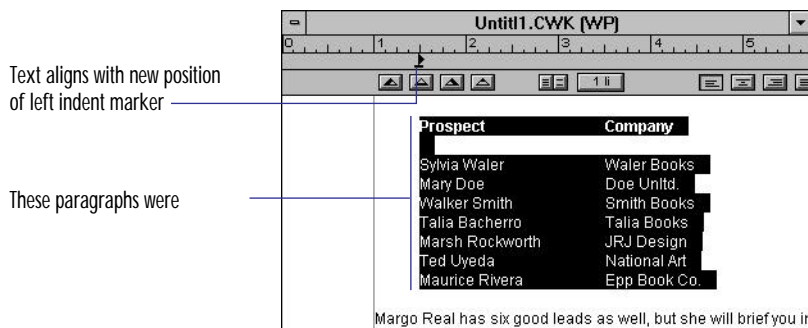 Untitl1.CWK (WP)
0 1 2 3 4 5
Text aligns with new position
of left indent marker
1 li
Prospect Company
Sylvia Waler Waler Books
Mary Doe Doe Unltd.
Walker Smith Smith Books
Talia Bacherro Talia Books
Marsh Rockworth JRJ Design
Ted Uyeda National Art
Maurice Rivera Epp Book Co.
These paragraphs were
Margo Real has six good leads as well, but she will brief you